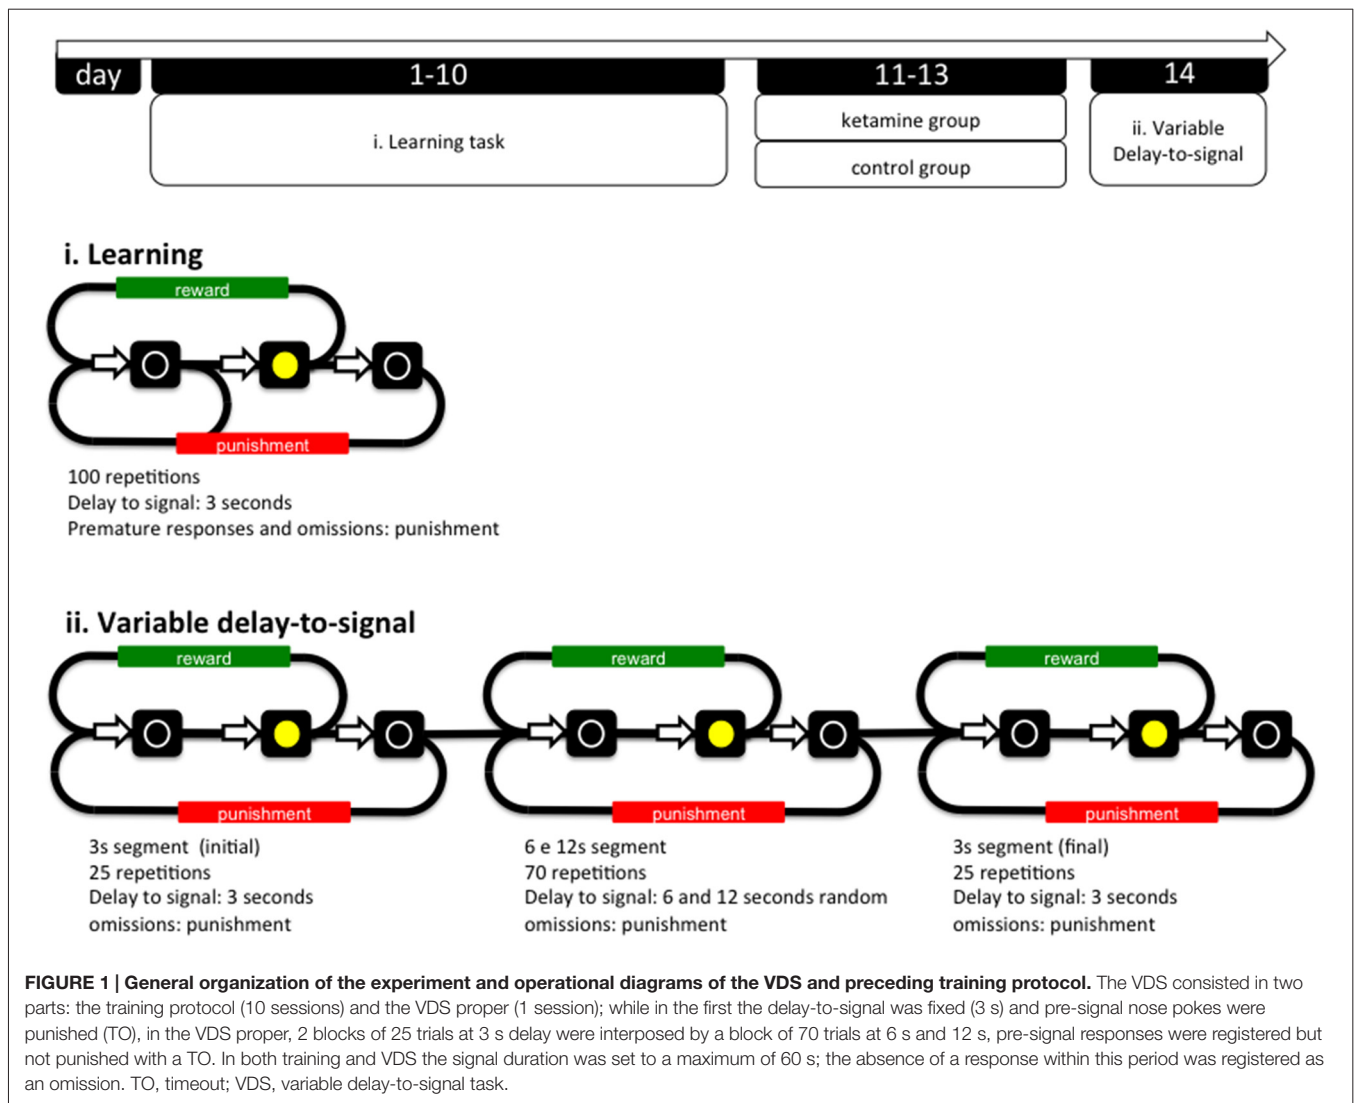 day 1-10 11-13 14
i. Learning task
ketamine group
control group
ii. Variable
Delay-to-signal
i. Learning
reward
punishment
100 repetitions
Delay to signal: 3 seconds
Premature responses and omissions: punishment
ii. Variable delay-to-signal
reward
punishment
3s segment (initial)
25 repetitions
Delay to signal: 3 seconds
omissions: punishment
reward
punishment
6 e 12s segment
70 repetitions
Delay to signal: 6 and 12 seconds random
omissions: punishment
reward
punishment
3s segment (final)
25 repetitions
Delay to signal: 3 seconds
omissions: punishment
FIGURE 1 | General organization of the experiment and operational diagrams of the VDS and preceding training protocol. The VDS consisted in two
parts: the training protocol (10 sessions) and the VDS proper (1 session); while in the first the delay-to-signal was fixed (3 s) and pre-signal nose pokes were
punished (TO), in the VDS proper, 2 blocks of 25 trials at 3 s delay were interposed by a block of 70 trials at 6 s and 12 s, pre-signal responses were registered but
not punished with a TO. In both training and VDS the signal duration was set to a maximum of 60 s; the absence of a response within this period was registered as
an omission. TO, timeout; VDS, variable delay-to-signal task.